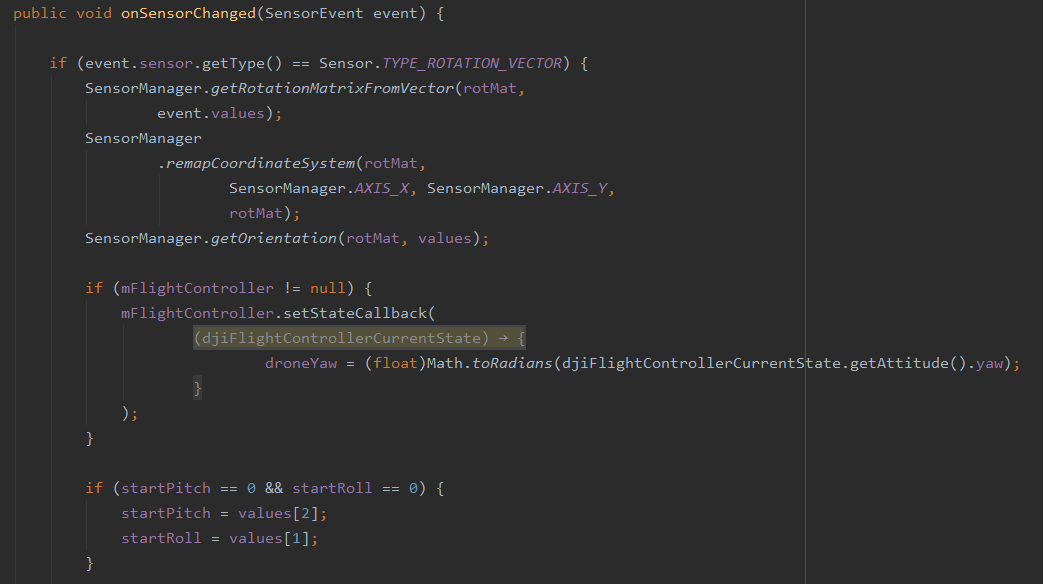 public void onSensorChanged(SensorEvent event) {
if (event.sensor.getType() == Sensor.TYPE_ROTATION_VECTOR) {
SensorManager.getRotationMatrixFromVector(rotMat,
event.values);
SensorManager
.remapCoordinateSystem(rotMat,
SensorManager.AXIS_X, SensorManager.AXIS_Y,
rotMat);
SensorManager.getOrientation(rotMat, values);
if (mFlightController != null) {
mFlightController.setStateCallback(
(djiFlightControllerCurrentState) → {
droneYaw = (float)Math.toRadians(djiFlightControllerCurrentState.getAttitude().yaw);
}
);
}
if (startPitch == 0 && startRoll == 0) {
startPitch = values[2];
startRoll = values[1];
}